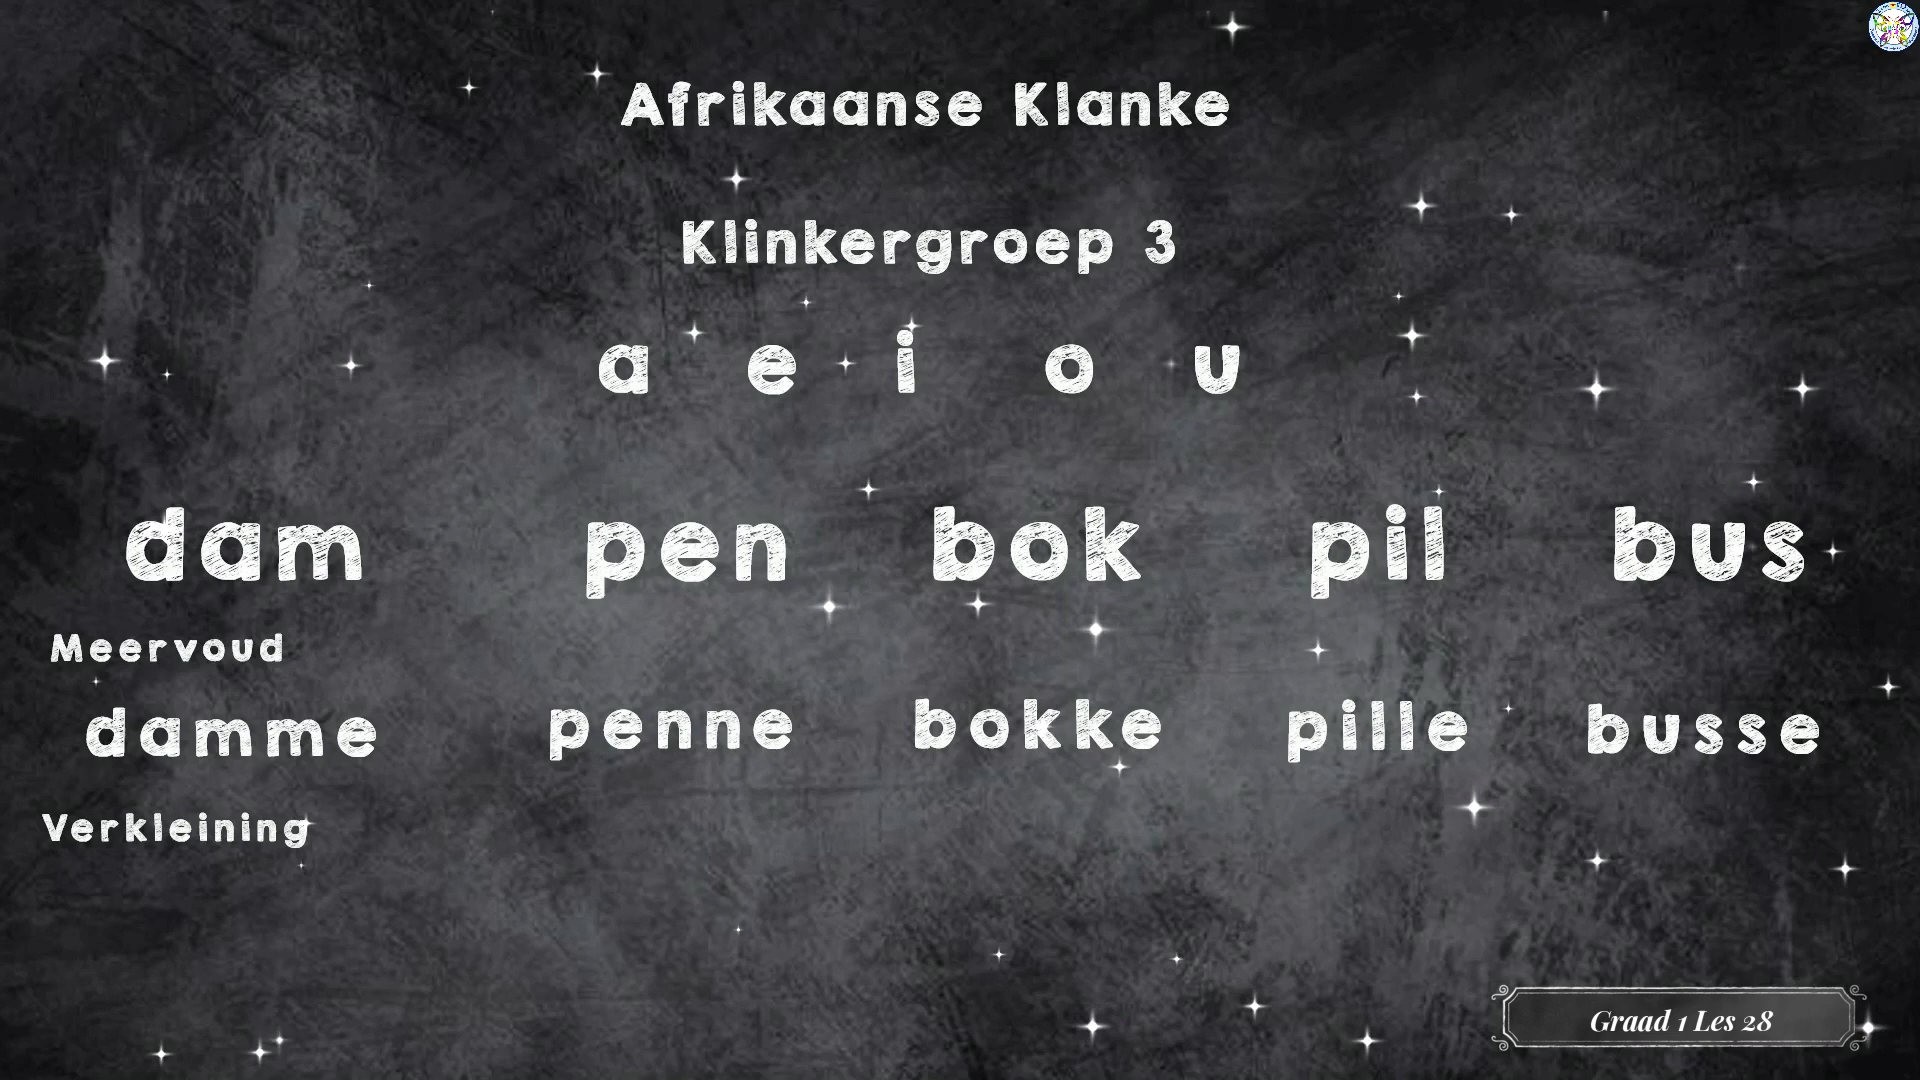 Afrikaanse Klanke
Klinkergroep 3
a e i o u
dam pen bok pil bus
Meervoud
damme penne bokke pille busse
Verkleining
Graad 1 Les 28